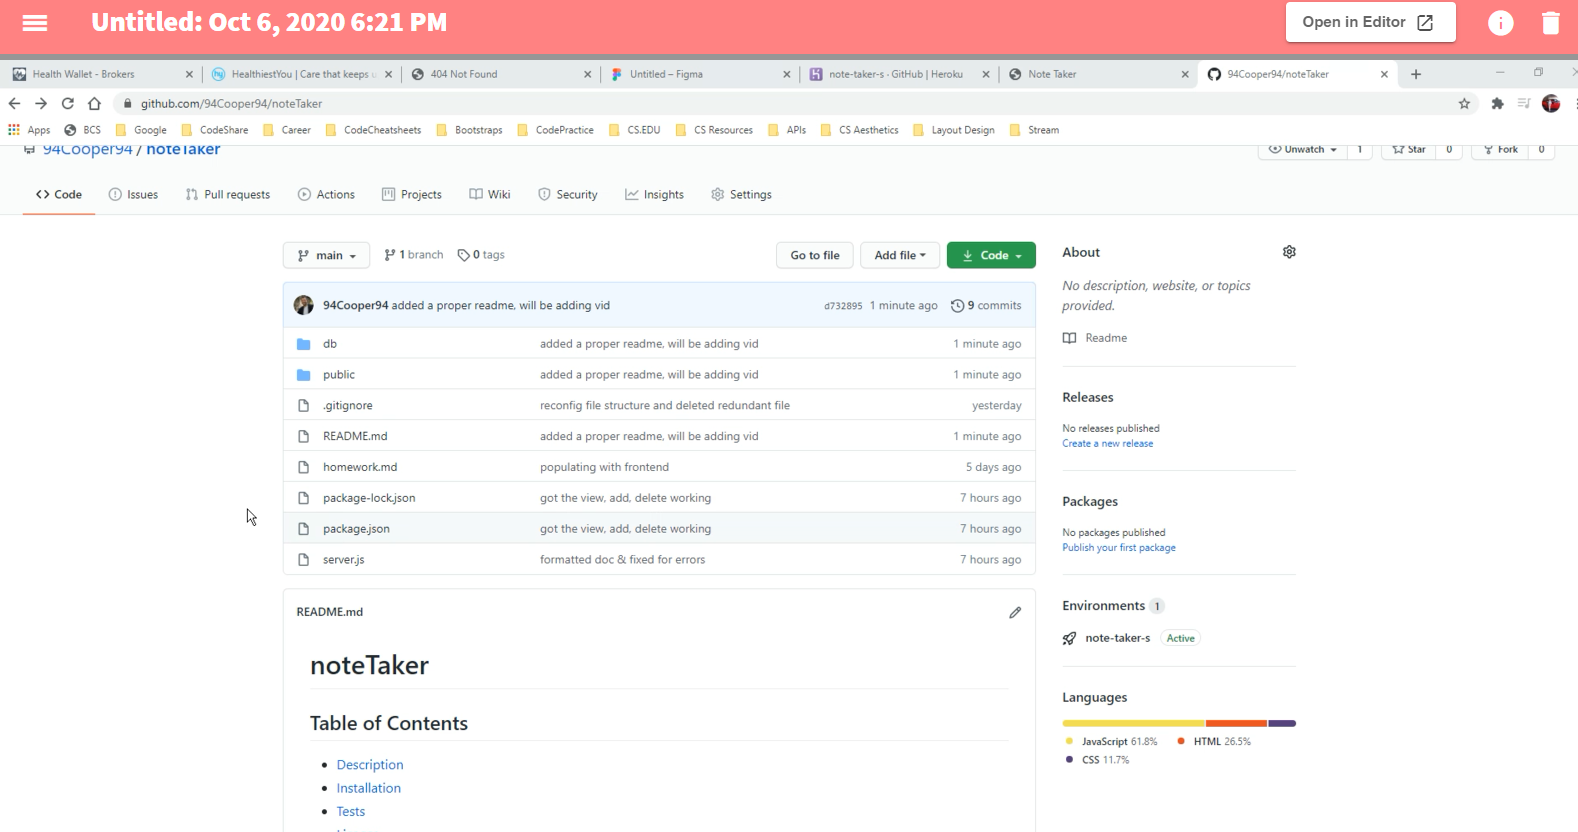 Untitled: Oct 6, 2020 6:21 PM
Open in Editor
Health Wallet - Brokers
HealthiestYou | Care that keeps
404 Not Found
Untitled – Figma
note-taker-s · GitHub | Heroku
Note Taker
94Cooper94/noteTaker
github.com/94Cooper94/noteTaker
Apps BCS Google CodeShare Career CodeCheatsheets Bootstraps CodePractice CS.EDU CS Resources APIs CS Aesthetics Layout Design Stream
94Cooper94 / noteTaker
Unwatch 1 Star 0 Fork 0
Code Issues Pull requests Actions Projects Wiki Security Insights Settings
main 1 branch 0 tags Go to file Add file Code
94Cooper94 added a proper readme, will be adding vid d732895 1 minute ago 9 commits
db added a proper readme, will be adding vid 1 minute ago
public added a proper readme, will be adding vid 1 minute ago
.gitignore reconfig file structure and deleted redundant file yesterday
README.md added a proper readme, will be adding vid 1 minute ago
homework.md populating with frontend 5 days ago
package-lock.json got the view, add, delete working 7 hours ago
package.json got the view, add, delete working 7 hours ago
server.js formatted doc & fixed for errors 7 hours ago
README.md
noteTaker
Table of Contents
Description
Installation
Tests
About
No description, website, or topics
provided.
Readme
Releases
No releases published
Create a new release
Packages
No packages published
Publish your first package
Environments 1
note-taker-s Active
Languages
JavaScript 61.8% HTML 26.5%
CSS 11.7%